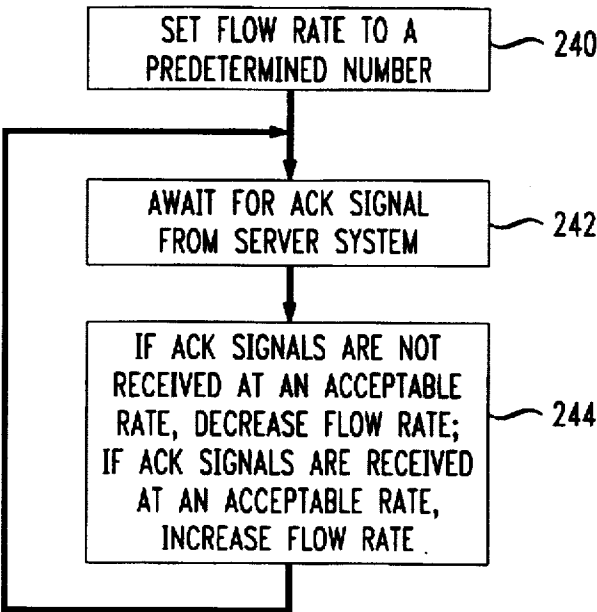 SET FLOW RATE TO A
PREDETERMINED NUMBER
240
AWAIT FOR ACK SIGNAL
FROM SERVER SYSTEM
242
IF ACK SIGNALS ARE NOT
RECEIVED AT AN ACCEPTABLE
RATE, DECREASE FLOW RATE;
IF ACK SIGNALS ARE RECEIVED
AT AN ACCEPTABLE RATE,
INCREASE FLOW RATE
244